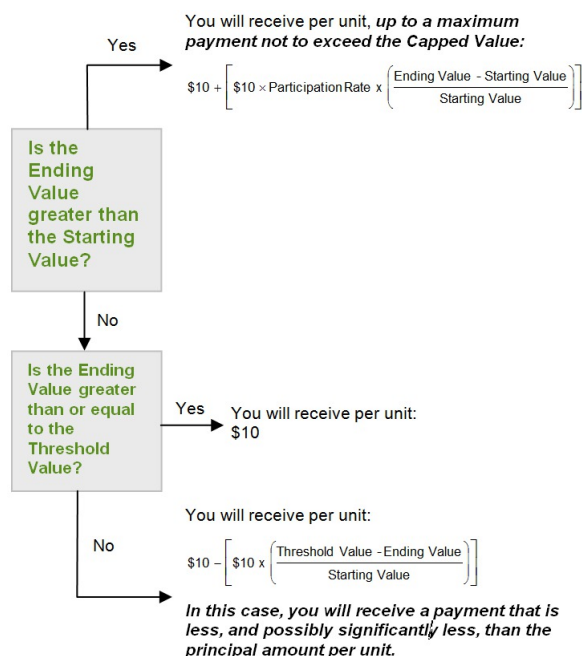 You will receive per unit, up to a maximum
Yes
payment not to exceed the Capped Value:
$10 + [ $10 × Participation Rate x ( Ending Value - Starting Value / Starting Value ) ]
Is the
Ending
Value
greater than
the Starting
Value?
No
Is the Ending
Value greater
than or equal
to the
Threshold
Value?
Yes
You will receive per unit:
$10
You will receive per unit:
No
$10 − [ $10 x ( Threshold Value - Ending Value / Starting Value ) ]
In this case, you will receive a payment that is
less, and possibly significantly less, than the
principal amount per unit.